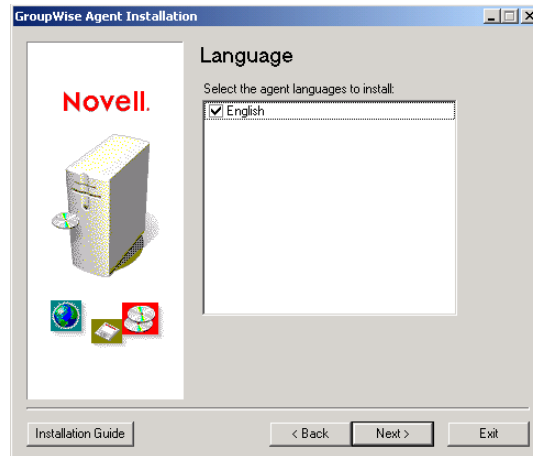 GroupWise Agent Installation
Novell.
Language
Select the agent languages to install:
English
Installation Guide
< Back
Next >
Exit